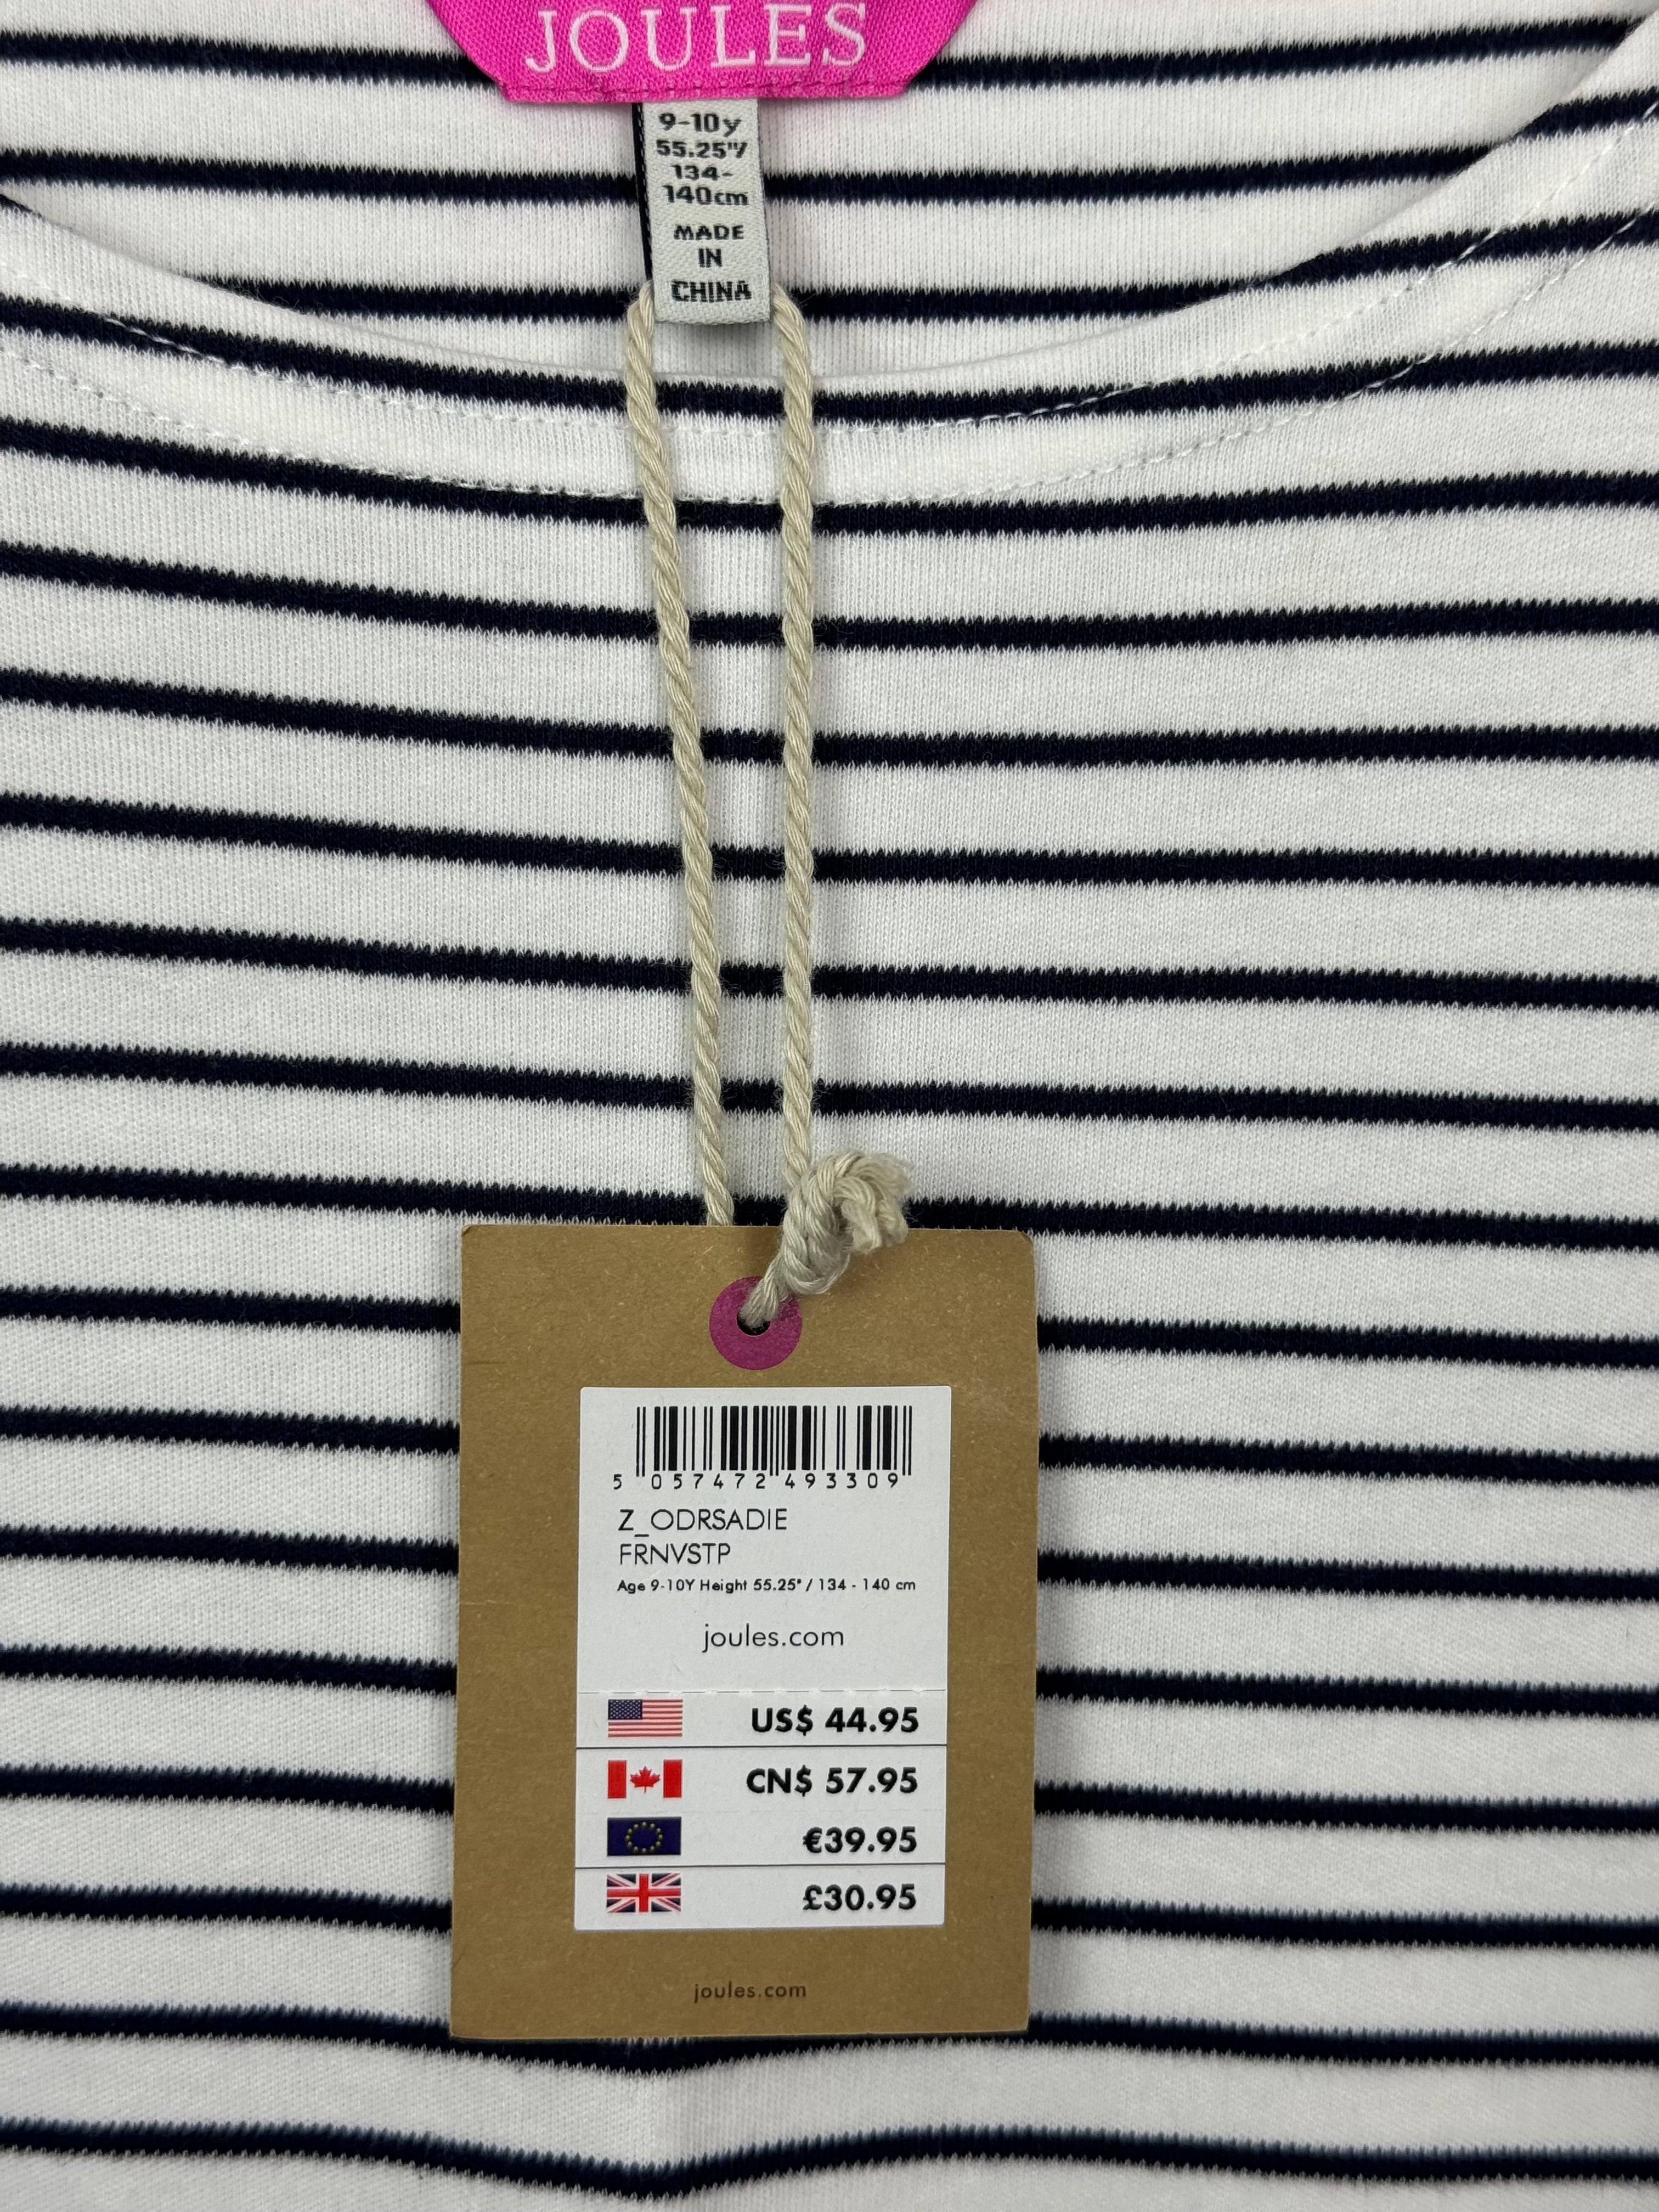 JOULES
9-10y
55.25"/
134-
140cm
MADE
IN
CHINA
5 057472 493309
Z_ODRSADIE
FRNVSTP
Age 9-10Y Height 55.25" / 134 - 140 cm
joules.com
US$ 44.95
CN$ 57.95
€39.95
£30.95
joules.com